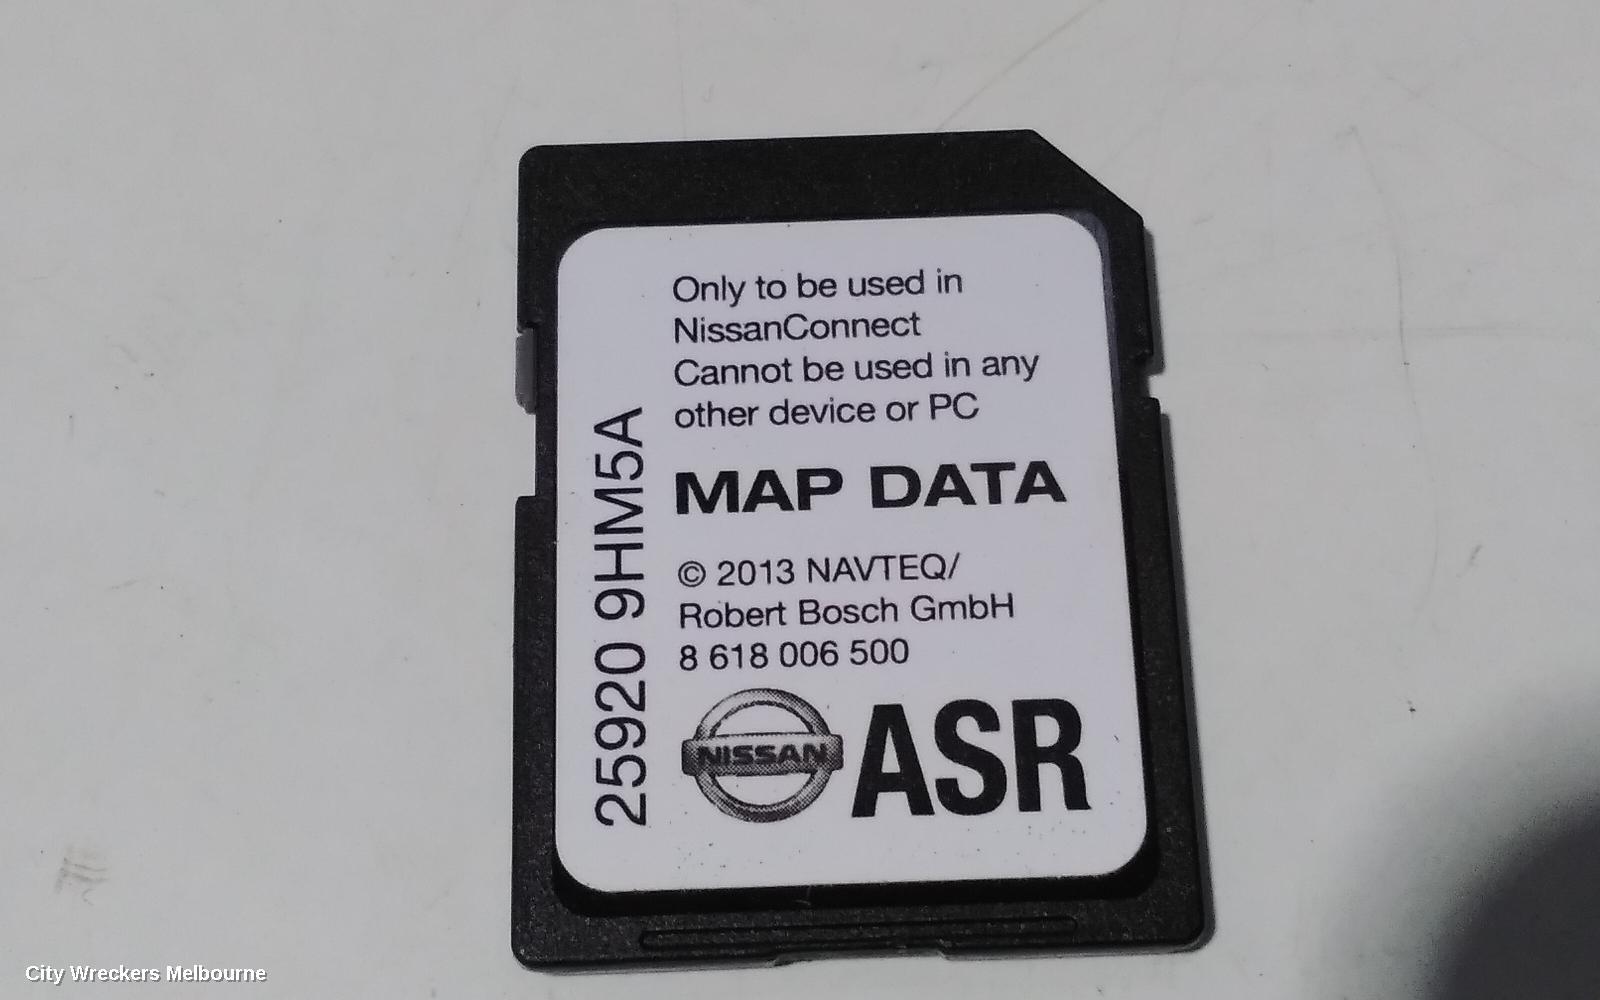 Only to be used in
NissanConnect
Cannot be used in any
other device or PC
MAP DATA
© 2013 NAVTEQ/
Robert Bosch GmbH
8 618 006 500
NISSAN ASR
25920 9HM5A
City Wreckers Melbourne